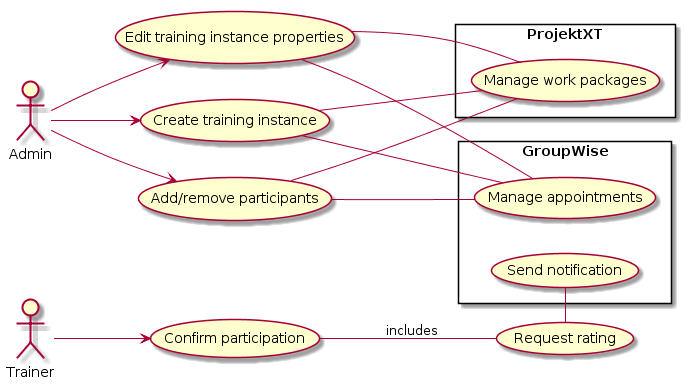 Edit training instance properties
ProjektXT
Manage work packages
Admin
Create training instance
GroupWise
Add/remove participants
Manage appointments
Send notification
Trainer
Confirm participation
includes
Request rating